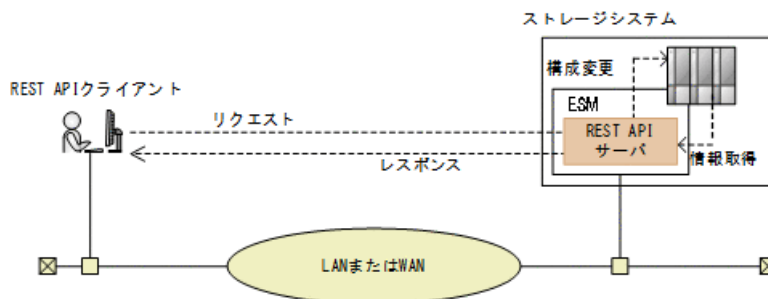 ストレージシステム
構成変更
REST APIクライアント
ESM
リクエスト
REST API
サーバ
情報取得
レスポンス
LANまたはWAN